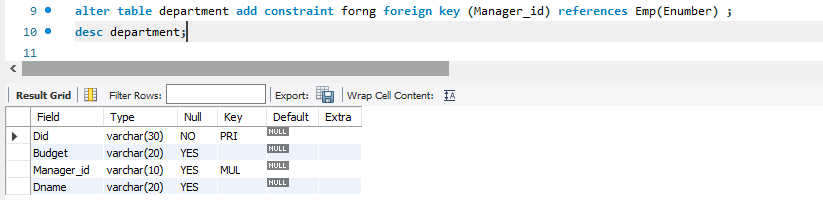 9 alter table department add constraint forng foreign key (Manager_id) references Emp(Enumber) ;
10 desc department;
11
Result Grid Filter Rows: Export: Wrap Cell Content: IA
Field Type Null Key Default Extra
Did varchar(30) NO PRI NULL
Budget varchar(20) YES NULL
Manager_id varchar(10) YES MUL NULL
Dname varchar(20) YES NULL